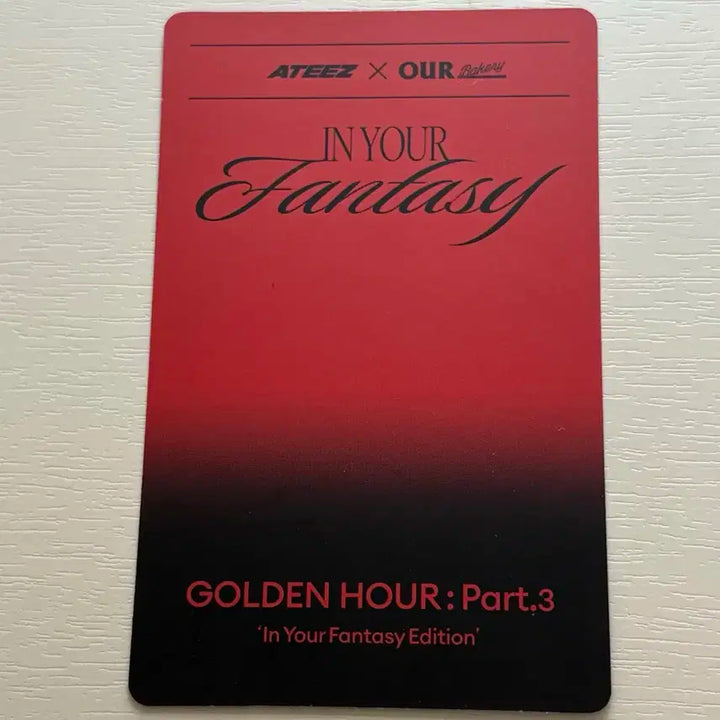 ATEEZ × OUR Bakery
IN YOUR
Fantasy
GOLDEN HOUR : Part.3
‘In Your Fantasy Edition’